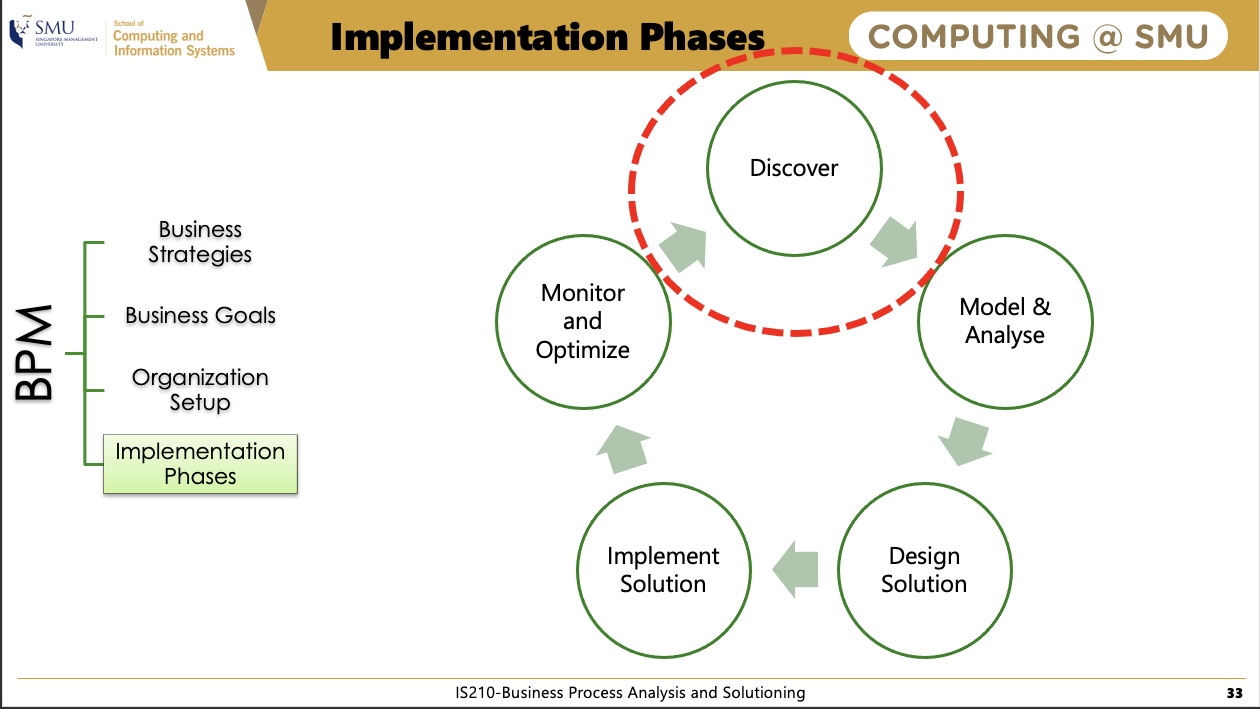 SMU
SINGAPORE MANAGEMENT
UNIVERSITY
School of
Computing and
Information Systems
Implementation Phases
COMPUTING @ SMU
BPM
Business
Strategies
Business Goals
Organization
Setup
Implementation
Phases
Discover
Model &
Analyse
Design
Solution
Implement
Solution
Monitor
and
Optimize
IS210-Business Process Analysis and Solutioning
33